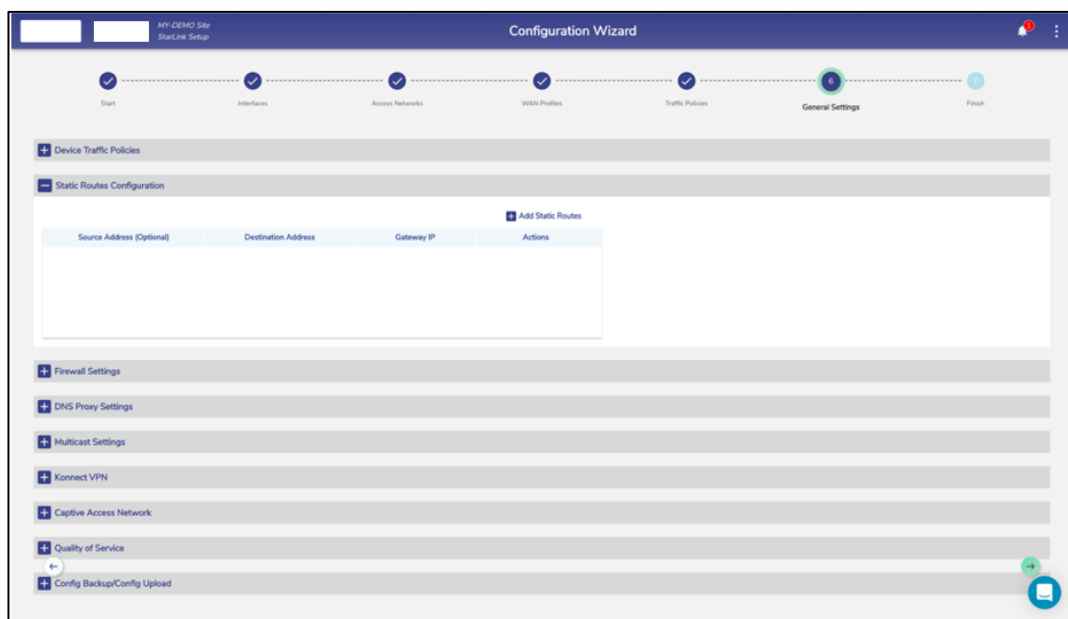 MY-DEMO Site
StarLink Setup
Configuration Wizard
1
6
7
Start
Interfaces
Access Networks
WAN Profiles
Traffic Policies
General Settings
Finish
Device Traffic Policies
Static Routes Configuration
Add Static Routes
Source Address (Optional) Destination Address Gateway IP Actions
Firewall Settings
DNS Proxy Settings
Multicast Settings
Konnect VPN
Captive Access Network
Quality of Service
Config Backup/Config Upload